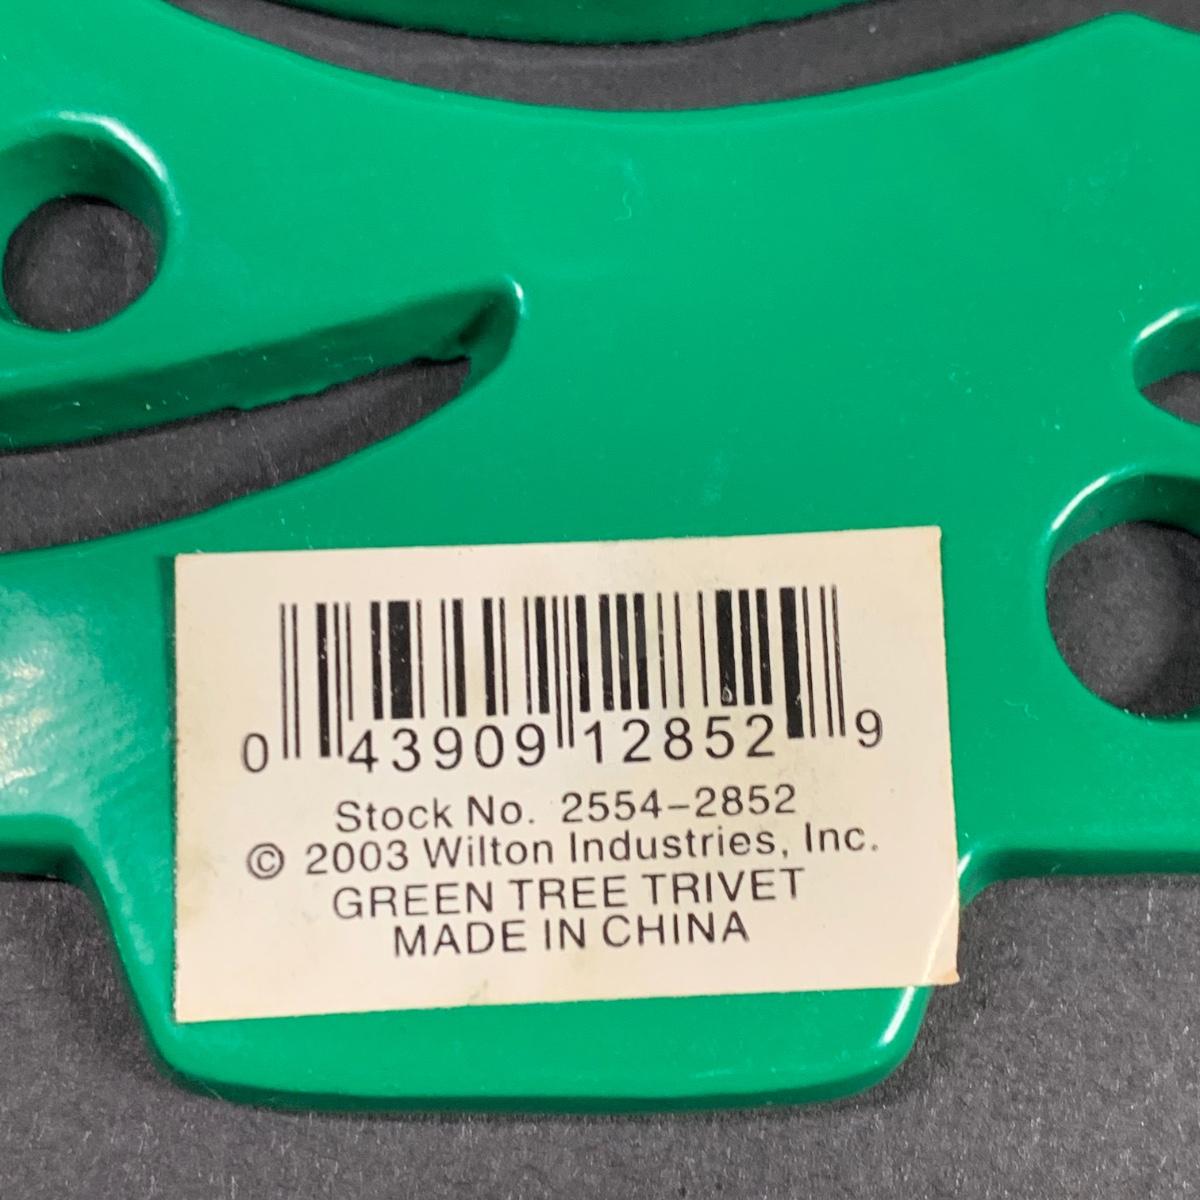 0 43909 12852 9
Stock No. 2554-2852
© 2003 Wilton Industries, Inc.
GREEN TREE TRIVET
MADE IN CHINA